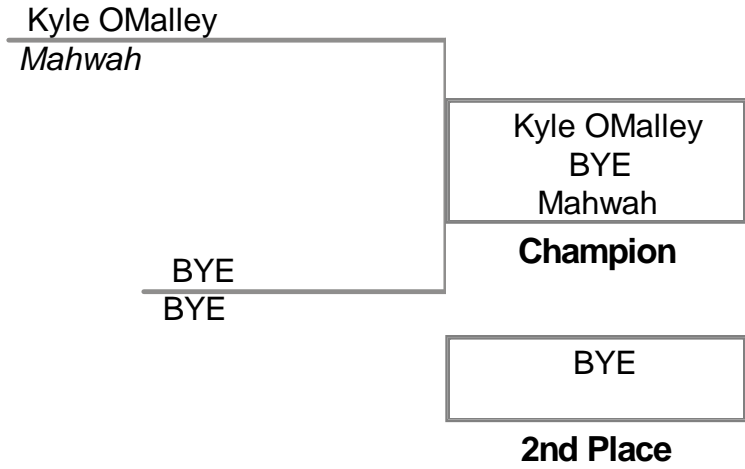 Kyle OMalley
Mahwah
Kyle OMalley
BYE
Mahwah
Champion
BYE
BYE
BYE
2nd Place